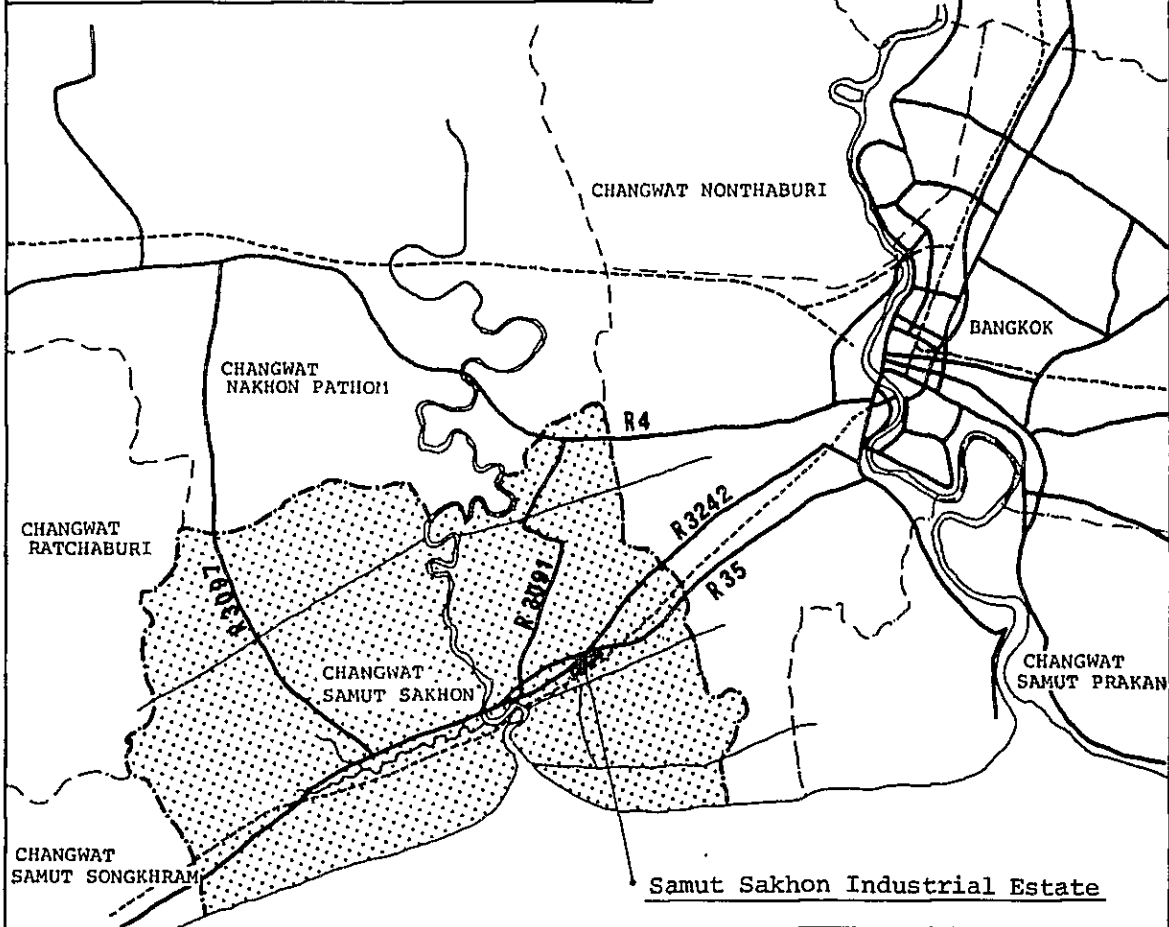 CHANGWAT NONTHABURI
BANGKOK
CHANGWAT
NAKHON PATHOM
R4
CHANGWAT
RATCHABURI
R3242
R35
R3097
R3091
CHANGWAT
SAMUT SAKHON
CHANGWAT
SAMUT PRAKAN
CHANGWAT
SAMUT SONGKHRAM
Samut Sakhon Industrial Estate